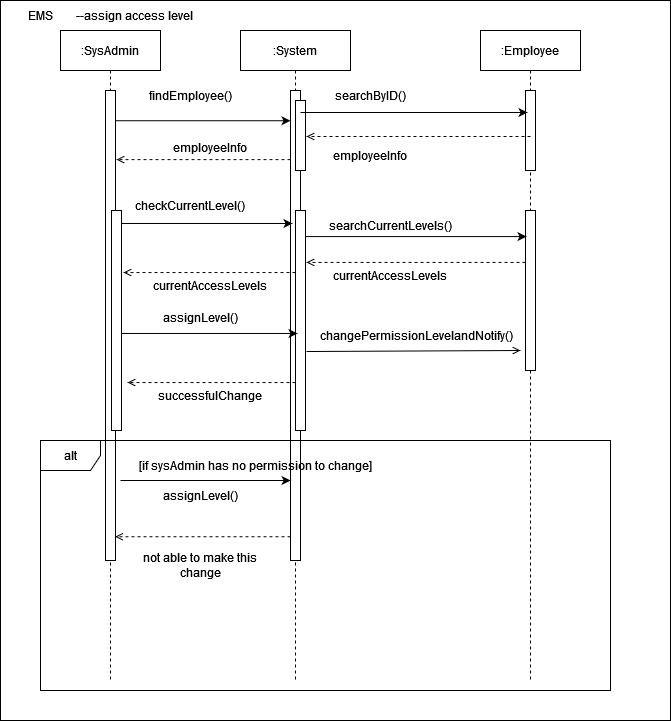 EMS --assign access level
:SysAdmin
:System
:Employee
findEmployee()
searchByID()
employeeInfo
employeeInfo
checkCurrentLevel()
searchCurrentLevels()
currentAccessLevels
currentAccessLevels
assignLevel()
changePermissionLevelandNotify()
successfulChange
alt
[if sysAdmin has no permission to change]
assignLevel()
not able to make this
change